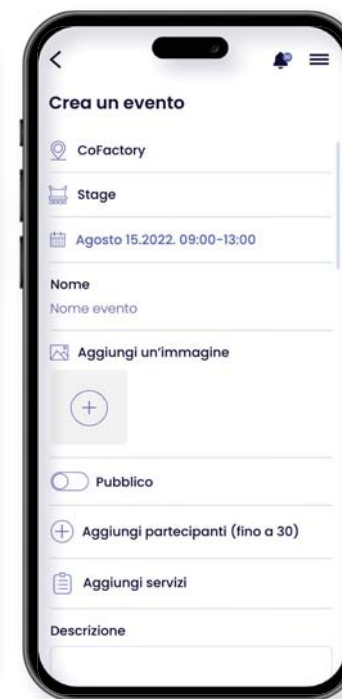 Crea un evento
CoFactory
Stage
Agosto 15.2022. 09:00-13:00
Nome
Nome evento
Aggiungi un'immagine
Pubblico
Aggiungi partecipanti (fino a 30)
Aggiungi servizi
Descrizione